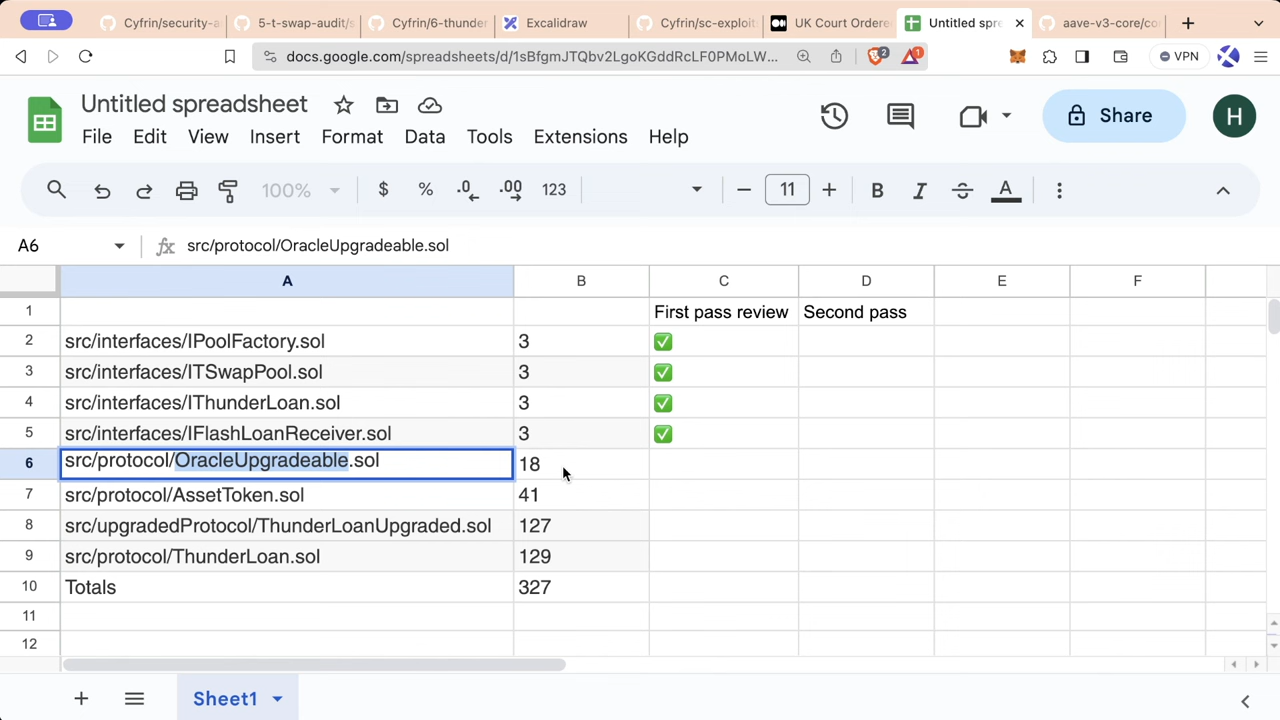 Cyfrin/security-a
5-t-swap-audit/s
Cyfrin/6-thunder
Excalidraw
Cyfrin/sc-exploit
UK Court Ordere
Untitled spre
aave-v3-core/co
docs.google.com/spreadsheets/d/1sBfgmJTQbv2LgoKGddRcLF0PMoLW...
2
1
VPN
Untitled spreadsheet
File Edit View Insert Format Data Tools Extensions Help
Share
H
100% $ % .0 .00 123 11 B I S A
A6 fx src/protocol/OracleUpgradeable.sol
A B C D E F
1 First pass review Second pass
2 src/interfaces/IPoolFactory.sol 3 ✅
3 src/interfaces/ITSwapPool.sol 3 ✅
4 src/interfaces/IThunderLoan.sol 3 ✅
5 src/interfaces/IFlashLoanReceiver.sol 3 ✅
6 src/protocol/OracleUpgradeable.sol 18
7 src/protocol/AssetToken.sol 41
8 src/upgradedProtocol/ThunderLoanUpgraded.sol 127
9 src/protocol/ThunderLoan.sol 129
10 Totals 327
11
12
Sheet1